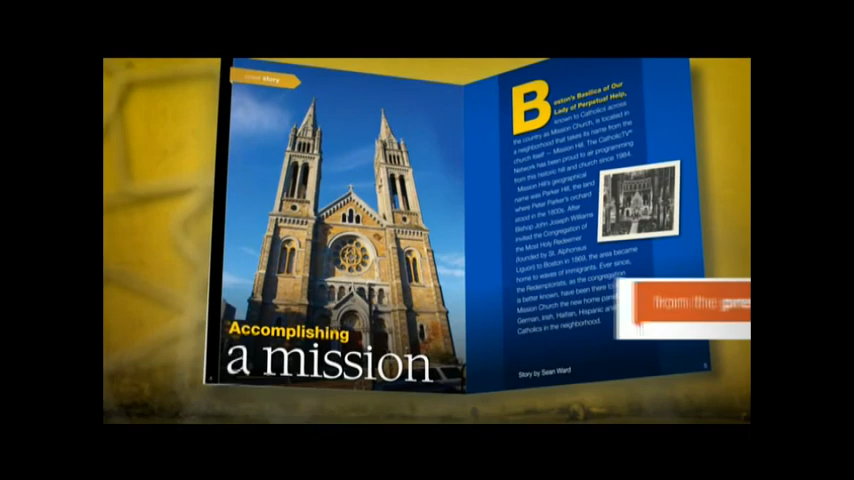 cover story
Accomplishing
a mission
Boston's Basilica of Our
Lady of Perpetual Help,
known to Catholics across
the country as Mission Church, is located in
a neighborhood that takes its name from the
church itself – Mission Hill. The CatholicTV®
Network has been proud to air programming
from this historic hill and church since 1984.
Mission Hill's geographical
name was Parker Hill, the land
where Peter Parker's orchard
stood in the 1800s. After
Bishop John Joseph Williams
invited the Congregation of
the Most Holy Redeemer
(founded by St. Alphonsus
Liguori) to Boston in 1869, the area became
home to waves of immigrants. Ever since,
the Redemptorists, as the congregation
is better known, have been there to
Mission Church the new home
German, Irish, Haitian, Hispanic
Catholics in the neighborhood.
Story by Sean Ward
from the